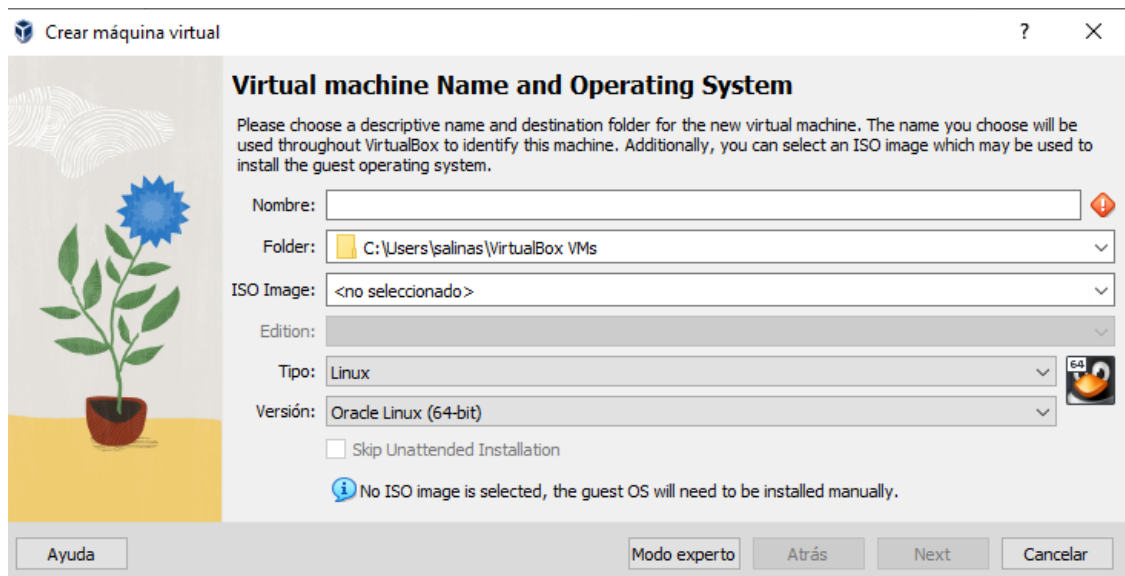 Crear máquina virtual
?
Virtual machine Name and Operating System
Please choose a descriptive name and destination folder for the new virtual machine. The name you choose will be
used throughout VirtualBox to identify this machine. Additionally, you can select an ISO image which may be used to
install the guest operating system.
Nombre:
Folder: C:\Users\salinas\VirtualBox VMs
ISO Image: <no seleccionado>
Edition:
Tipo: Linux
64
Versión: Oracle Linux (64-bit)
Skip Unattended Installation
No ISO image is selected, the guest OS will need to be installed manually.
Ayuda Modo experto Atrás Next Cancelar